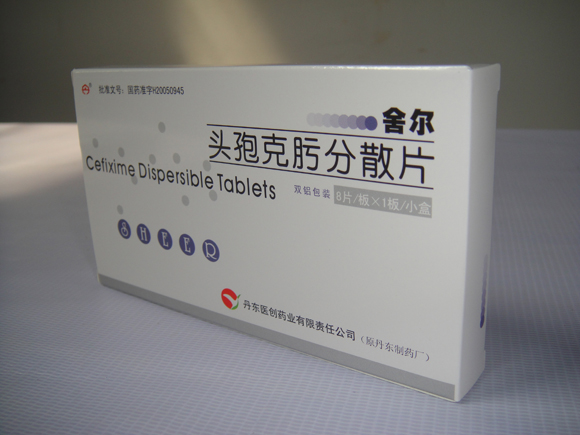 批准文号：国药准字H20050945
舍尔
头孢克肟分散片
Cefixime Dispersible Tablets
双铝包装 8片/板×1板/小盒
SHEER
丹东医创药业有限责任公司（原丹东制药厂）